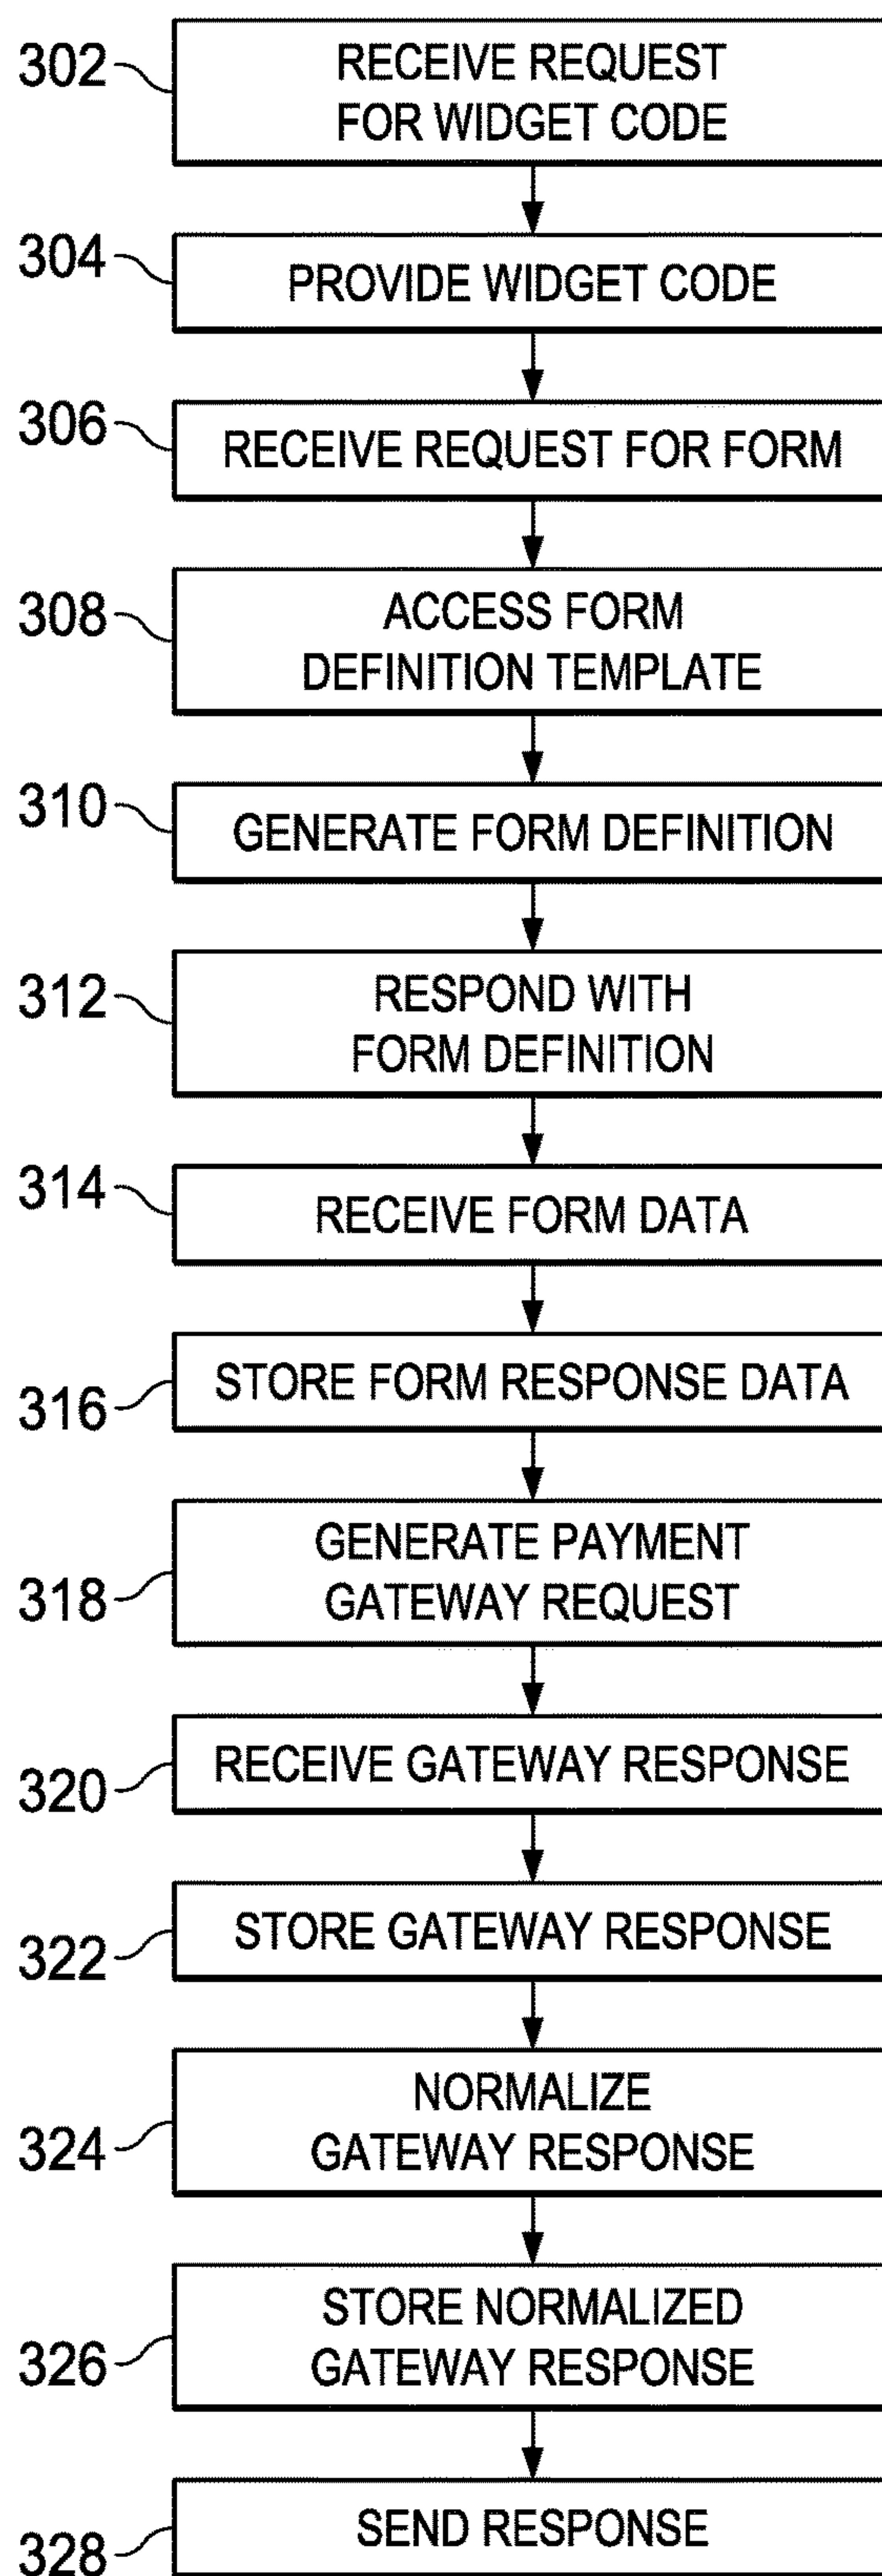 302
RECEIVE REQUEST
FOR WIDGET CODE
304
PROVIDE WIDGET CODE
306
RECEIVE REQUEST FOR FORM
308
ACCESS FORM
DEFINITION TEMPLATE
310
GENERATE FORM DEFINITION
312
RESPOND WITH
FORM DEFINITION
314
RECEIVE FORM DATA
316
STORE FORM RESPONSE DATA
318
GENERATE PAYMENT
GATEWAY REQUEST
320
RECEIVE GATEWAY RESPONSE
322
STORE GATEWAY RESPONSE
324
NORMALIZE
GATEWAY RESPONSE
326
STORE NORMALIZED
GATEWAY RESPONSE
328
SEND RESPONSE